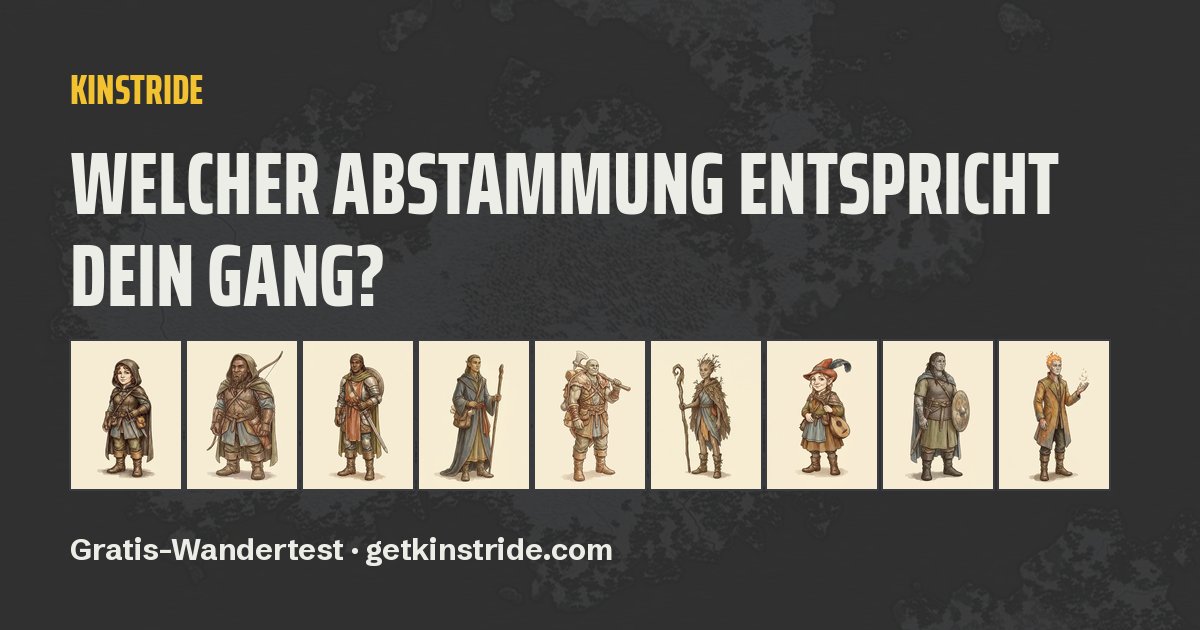 KINSTRIDE
WELCHER ABSTAMMUNG ENTSPRICHT
DEIN GANG?
Gratis-Wandertest · getkinstride.com